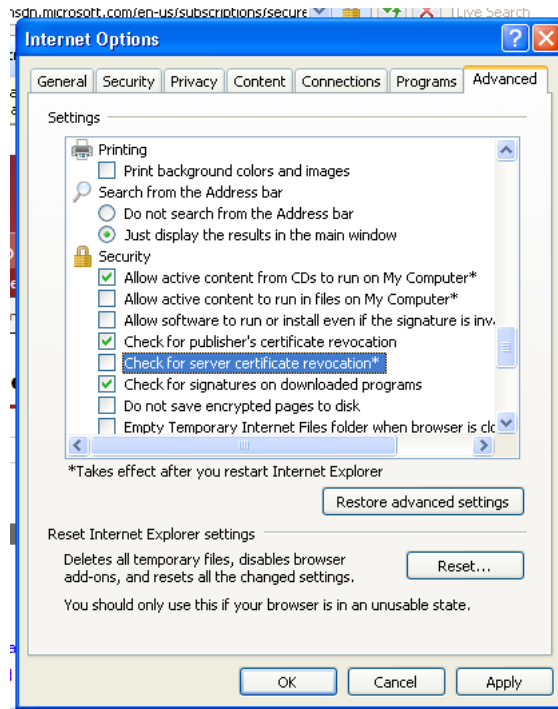 msdn.microsoft.com/en-us/subscriptions/secure
Live Search
Internet Options
General Security Privacy Content Connections Programs Advanced
Settings
Printing
Print background colors and images
Search from the Address bar
Do not search from the Address bar
Just display the results in the main window
Security
Allow active content from CDs to run on My Computer*
Allow active content to run in files on My Computer*
Allow software to run or install even if the signature is inv
Check for publisher's certificate revocation
Check for server certificate revocation*
Check for signatures on downloaded programs
Do not save encrypted pages to disk
Empty Temporary Internet Files folder when browser is clo
*Takes effect after you restart Internet Explorer
Restore advanced settings
Reset Internet Explorer settings
Deletes all temporary files, disables browser
add-ons, and resets all the changed settings.
Reset...
You should only use this if your browser is in an unusable state.
OK Cancel Apply